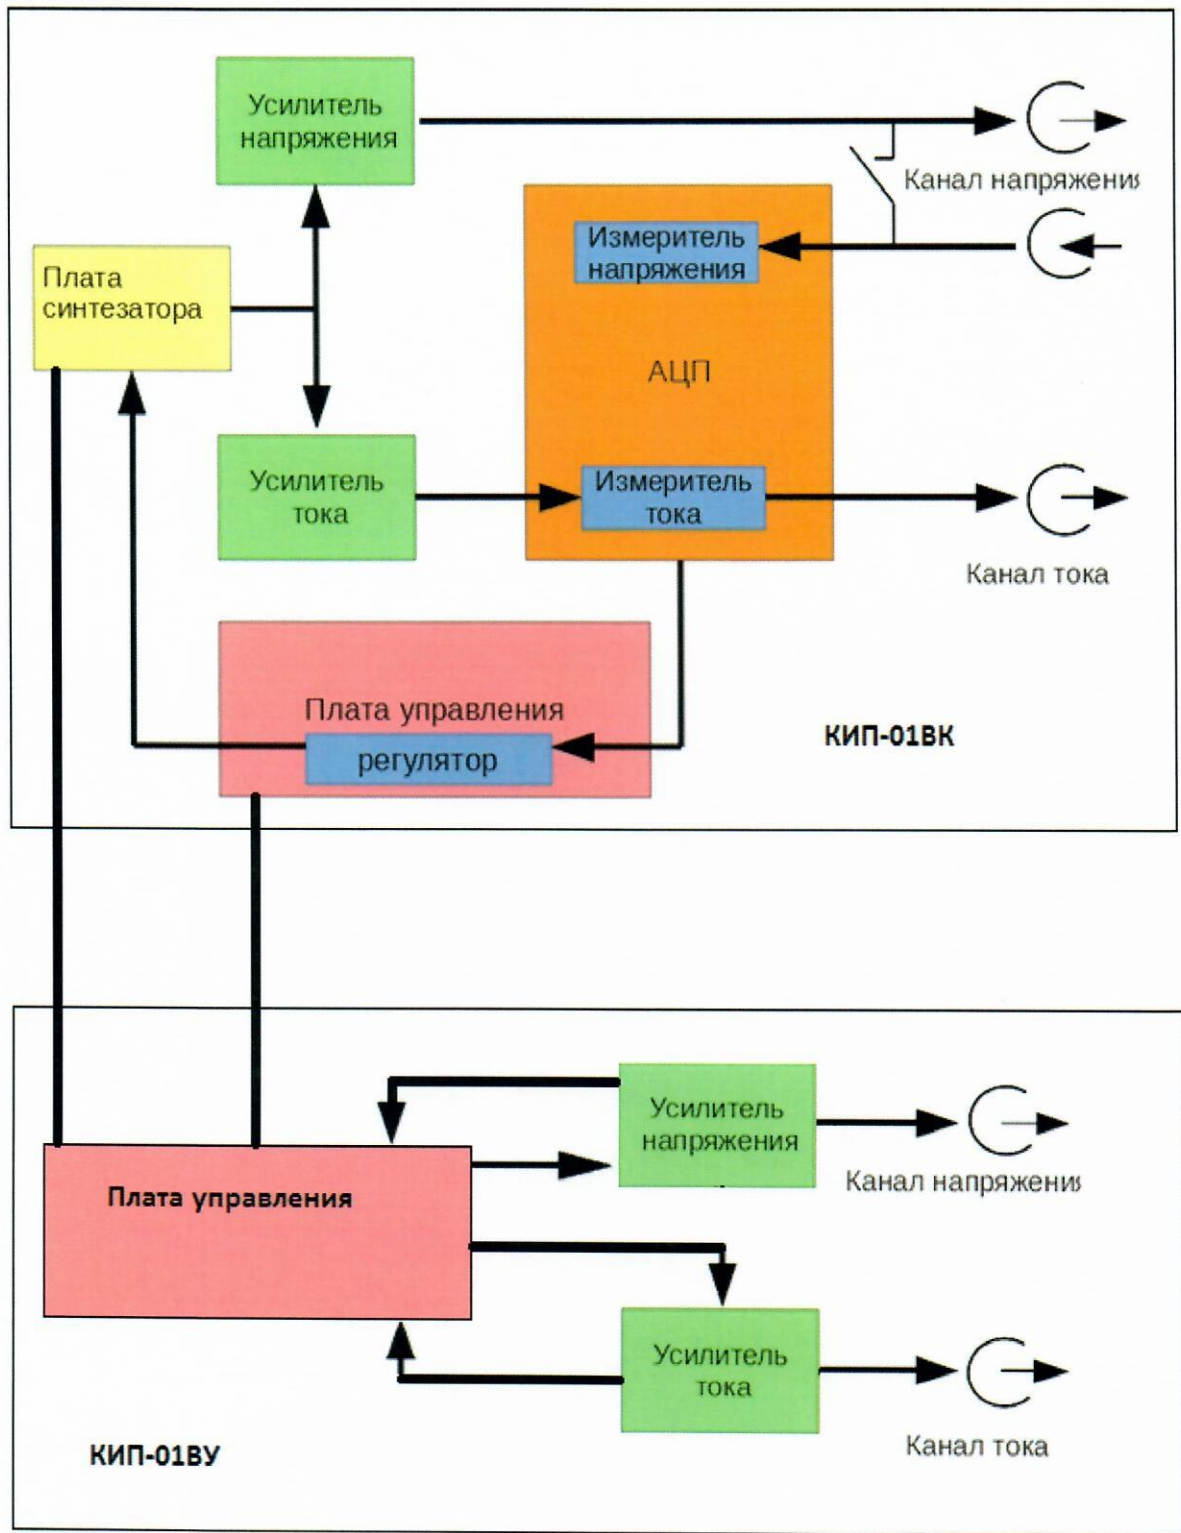 Усилитель
напряжения
Канал напряжения
Измеритель
напряжения
Плата
синтезатора
АЦП
Усилитель
тока
Измеритель
тока
Канал тока
Плата управления
регулятор
КИП-01ВК
Усилитель
напряжения
Канал напряжения
Плата управления
Усилитель
тока
Канал тока
КИП-01ВУ